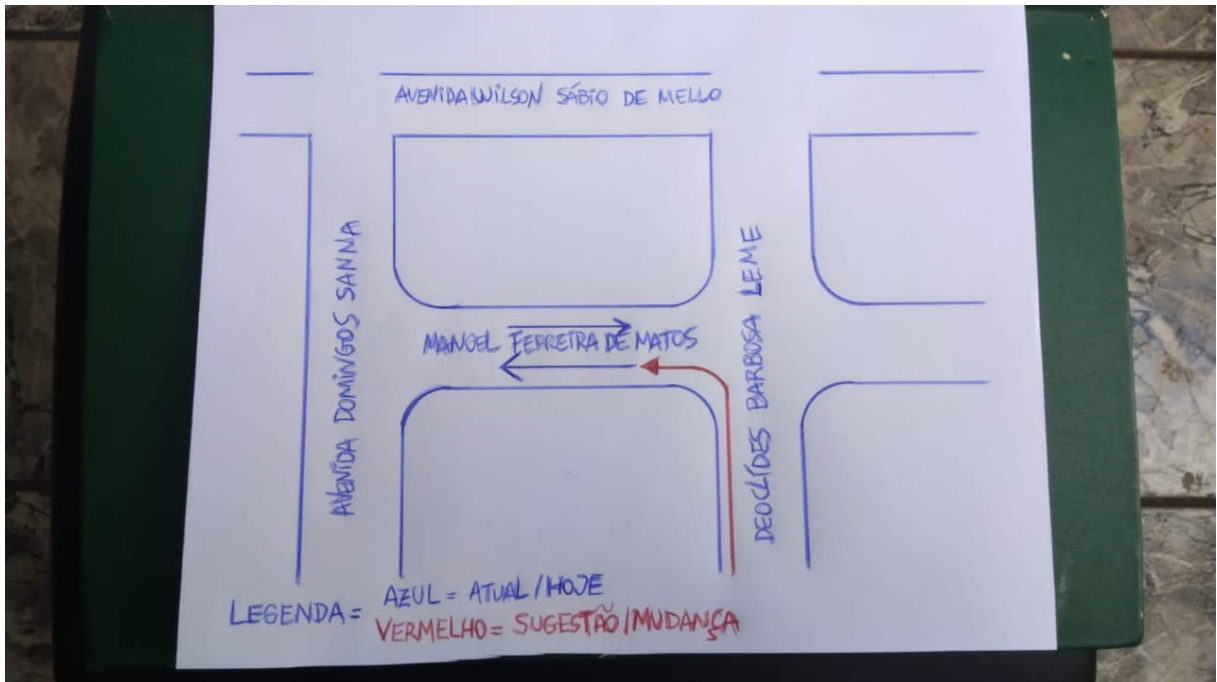 AVENIDA WILSON SÁBIO DE MELLO
AVENIDA DOMINGOS SANNA
MANOEL FERREIRA DE MATOS
DEOCLÍDES BARBOSA LEME
LEGENDA =
AZUL = ATUAL / HOJE
VERMELHO = SUGESTÃO / MUDANÇA